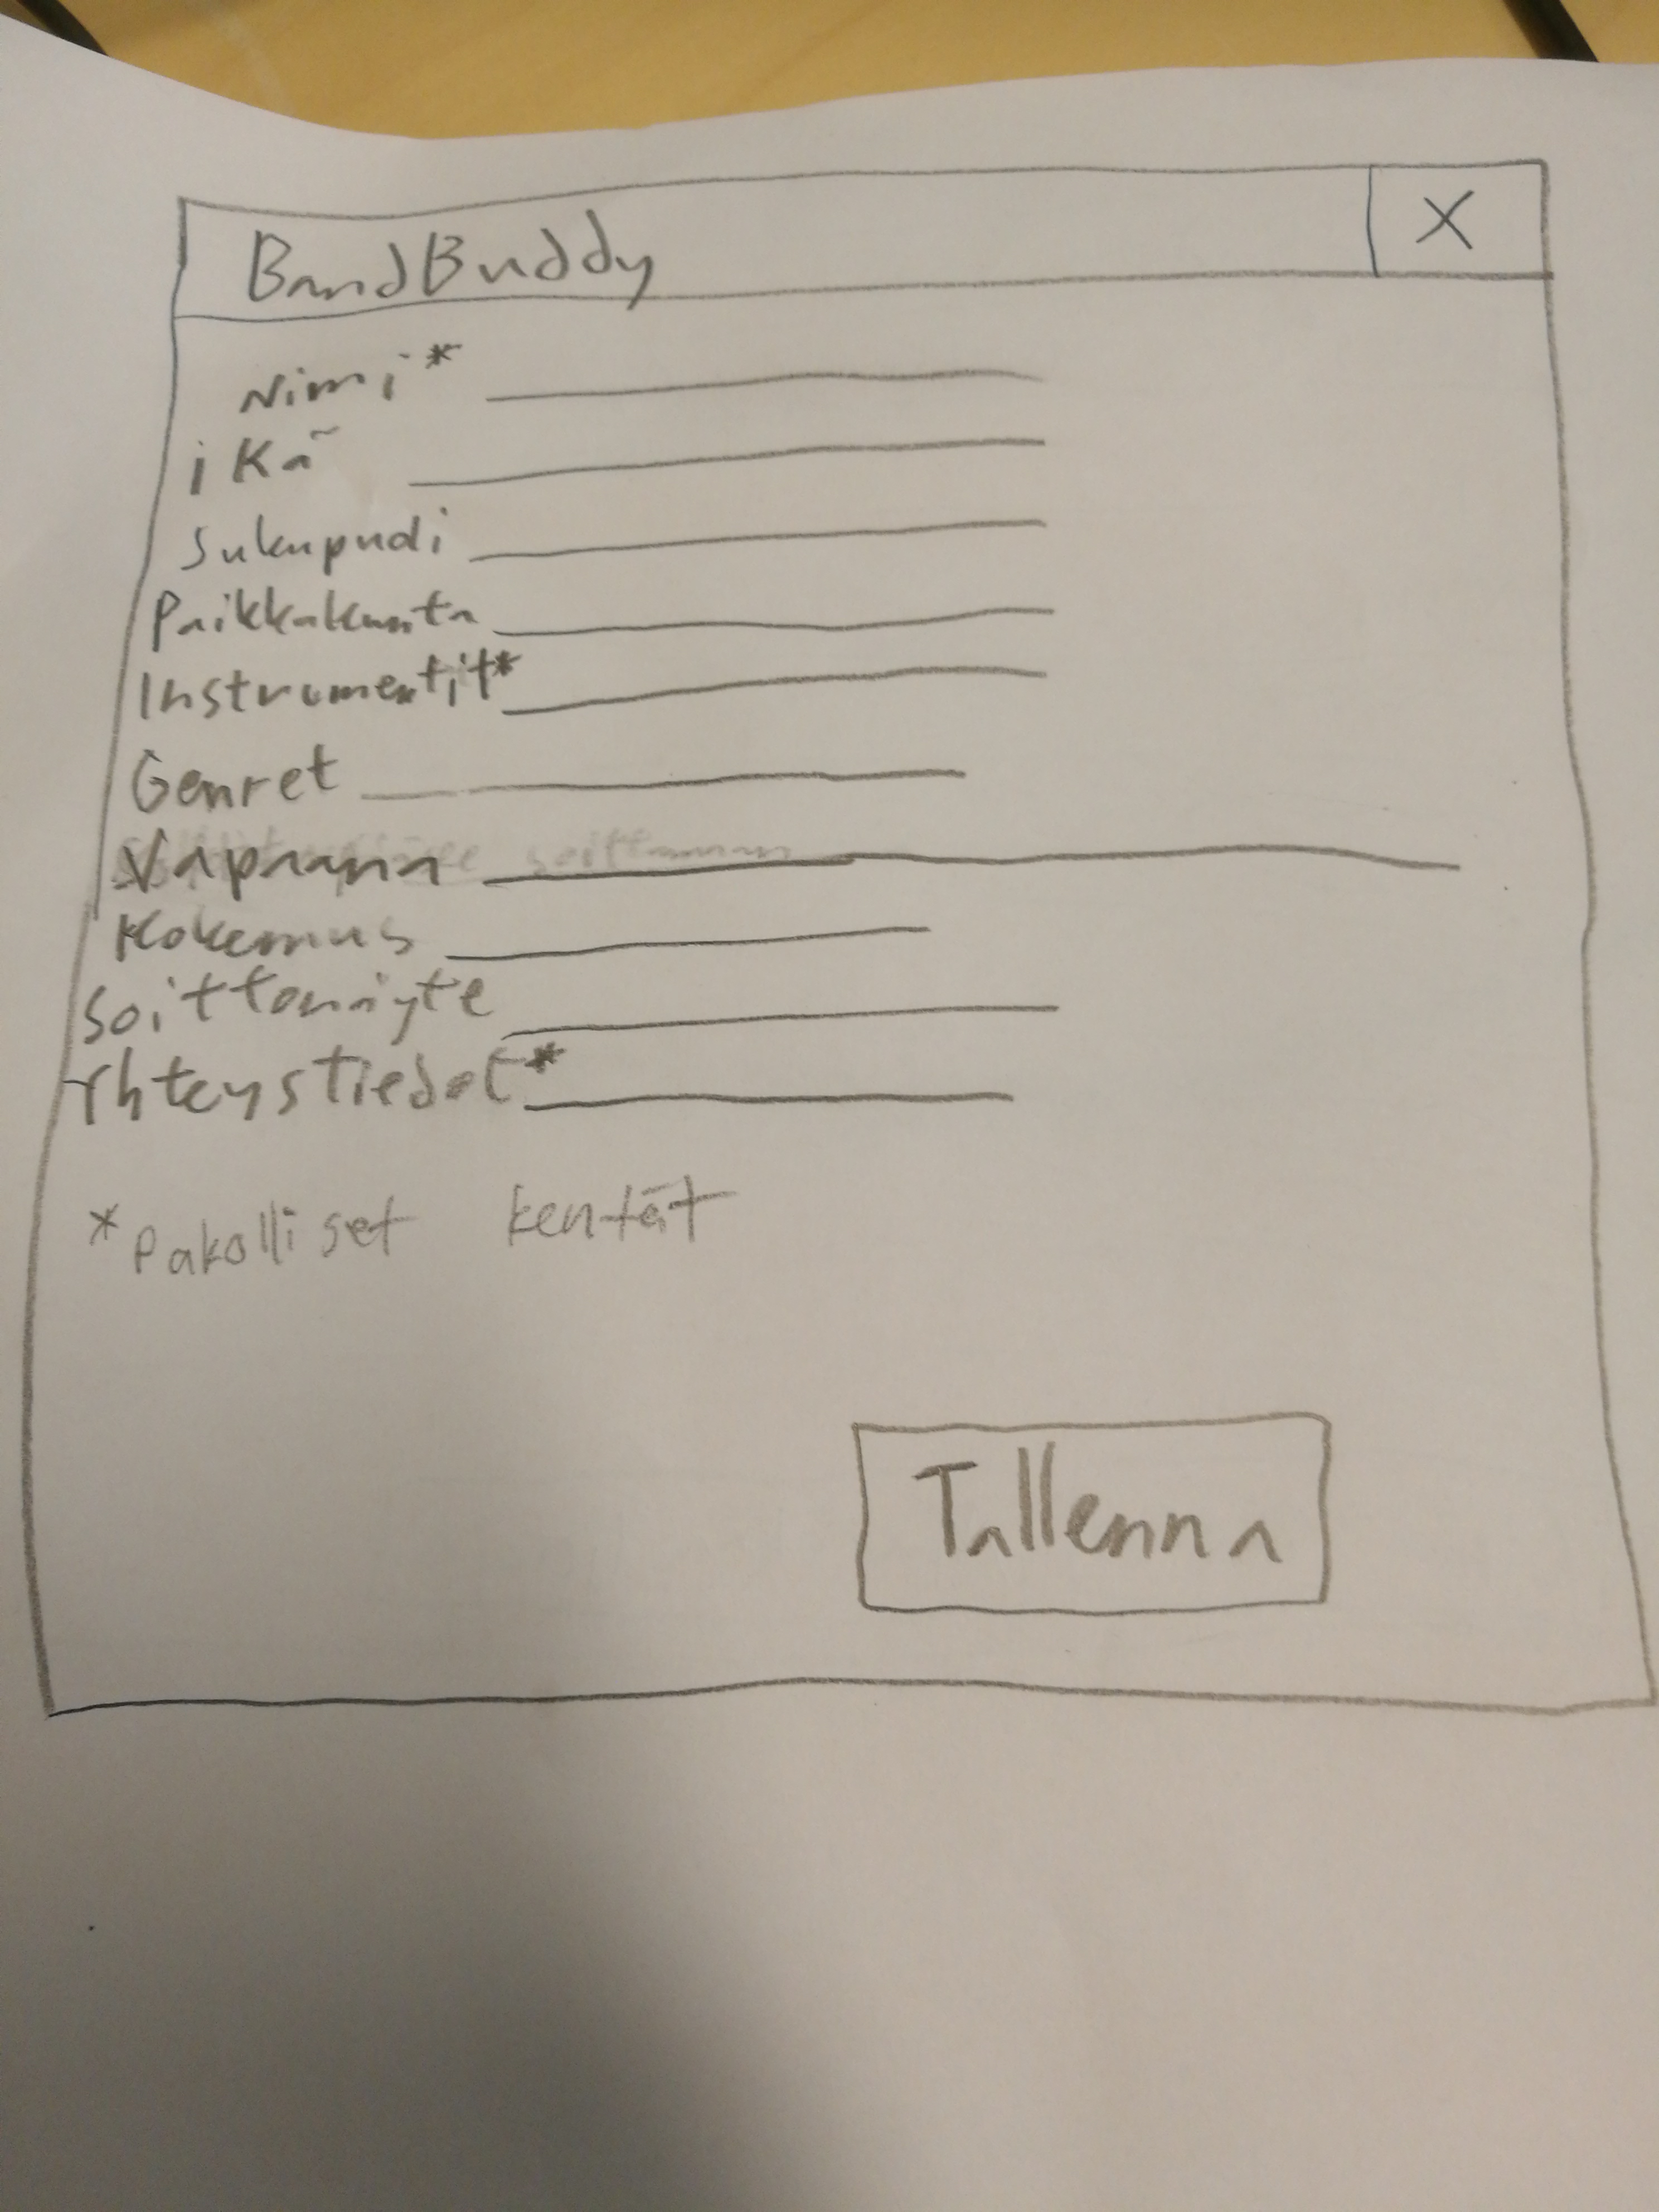 BandBuddy X
Nimi*
ikä
Sukupuoli
Paikkakunta
Instrumentit*
Genret
Vapaana
Kokemus
Soittonäyte
Yhteystiedot*
*Pakolliset kentät
Tallenna